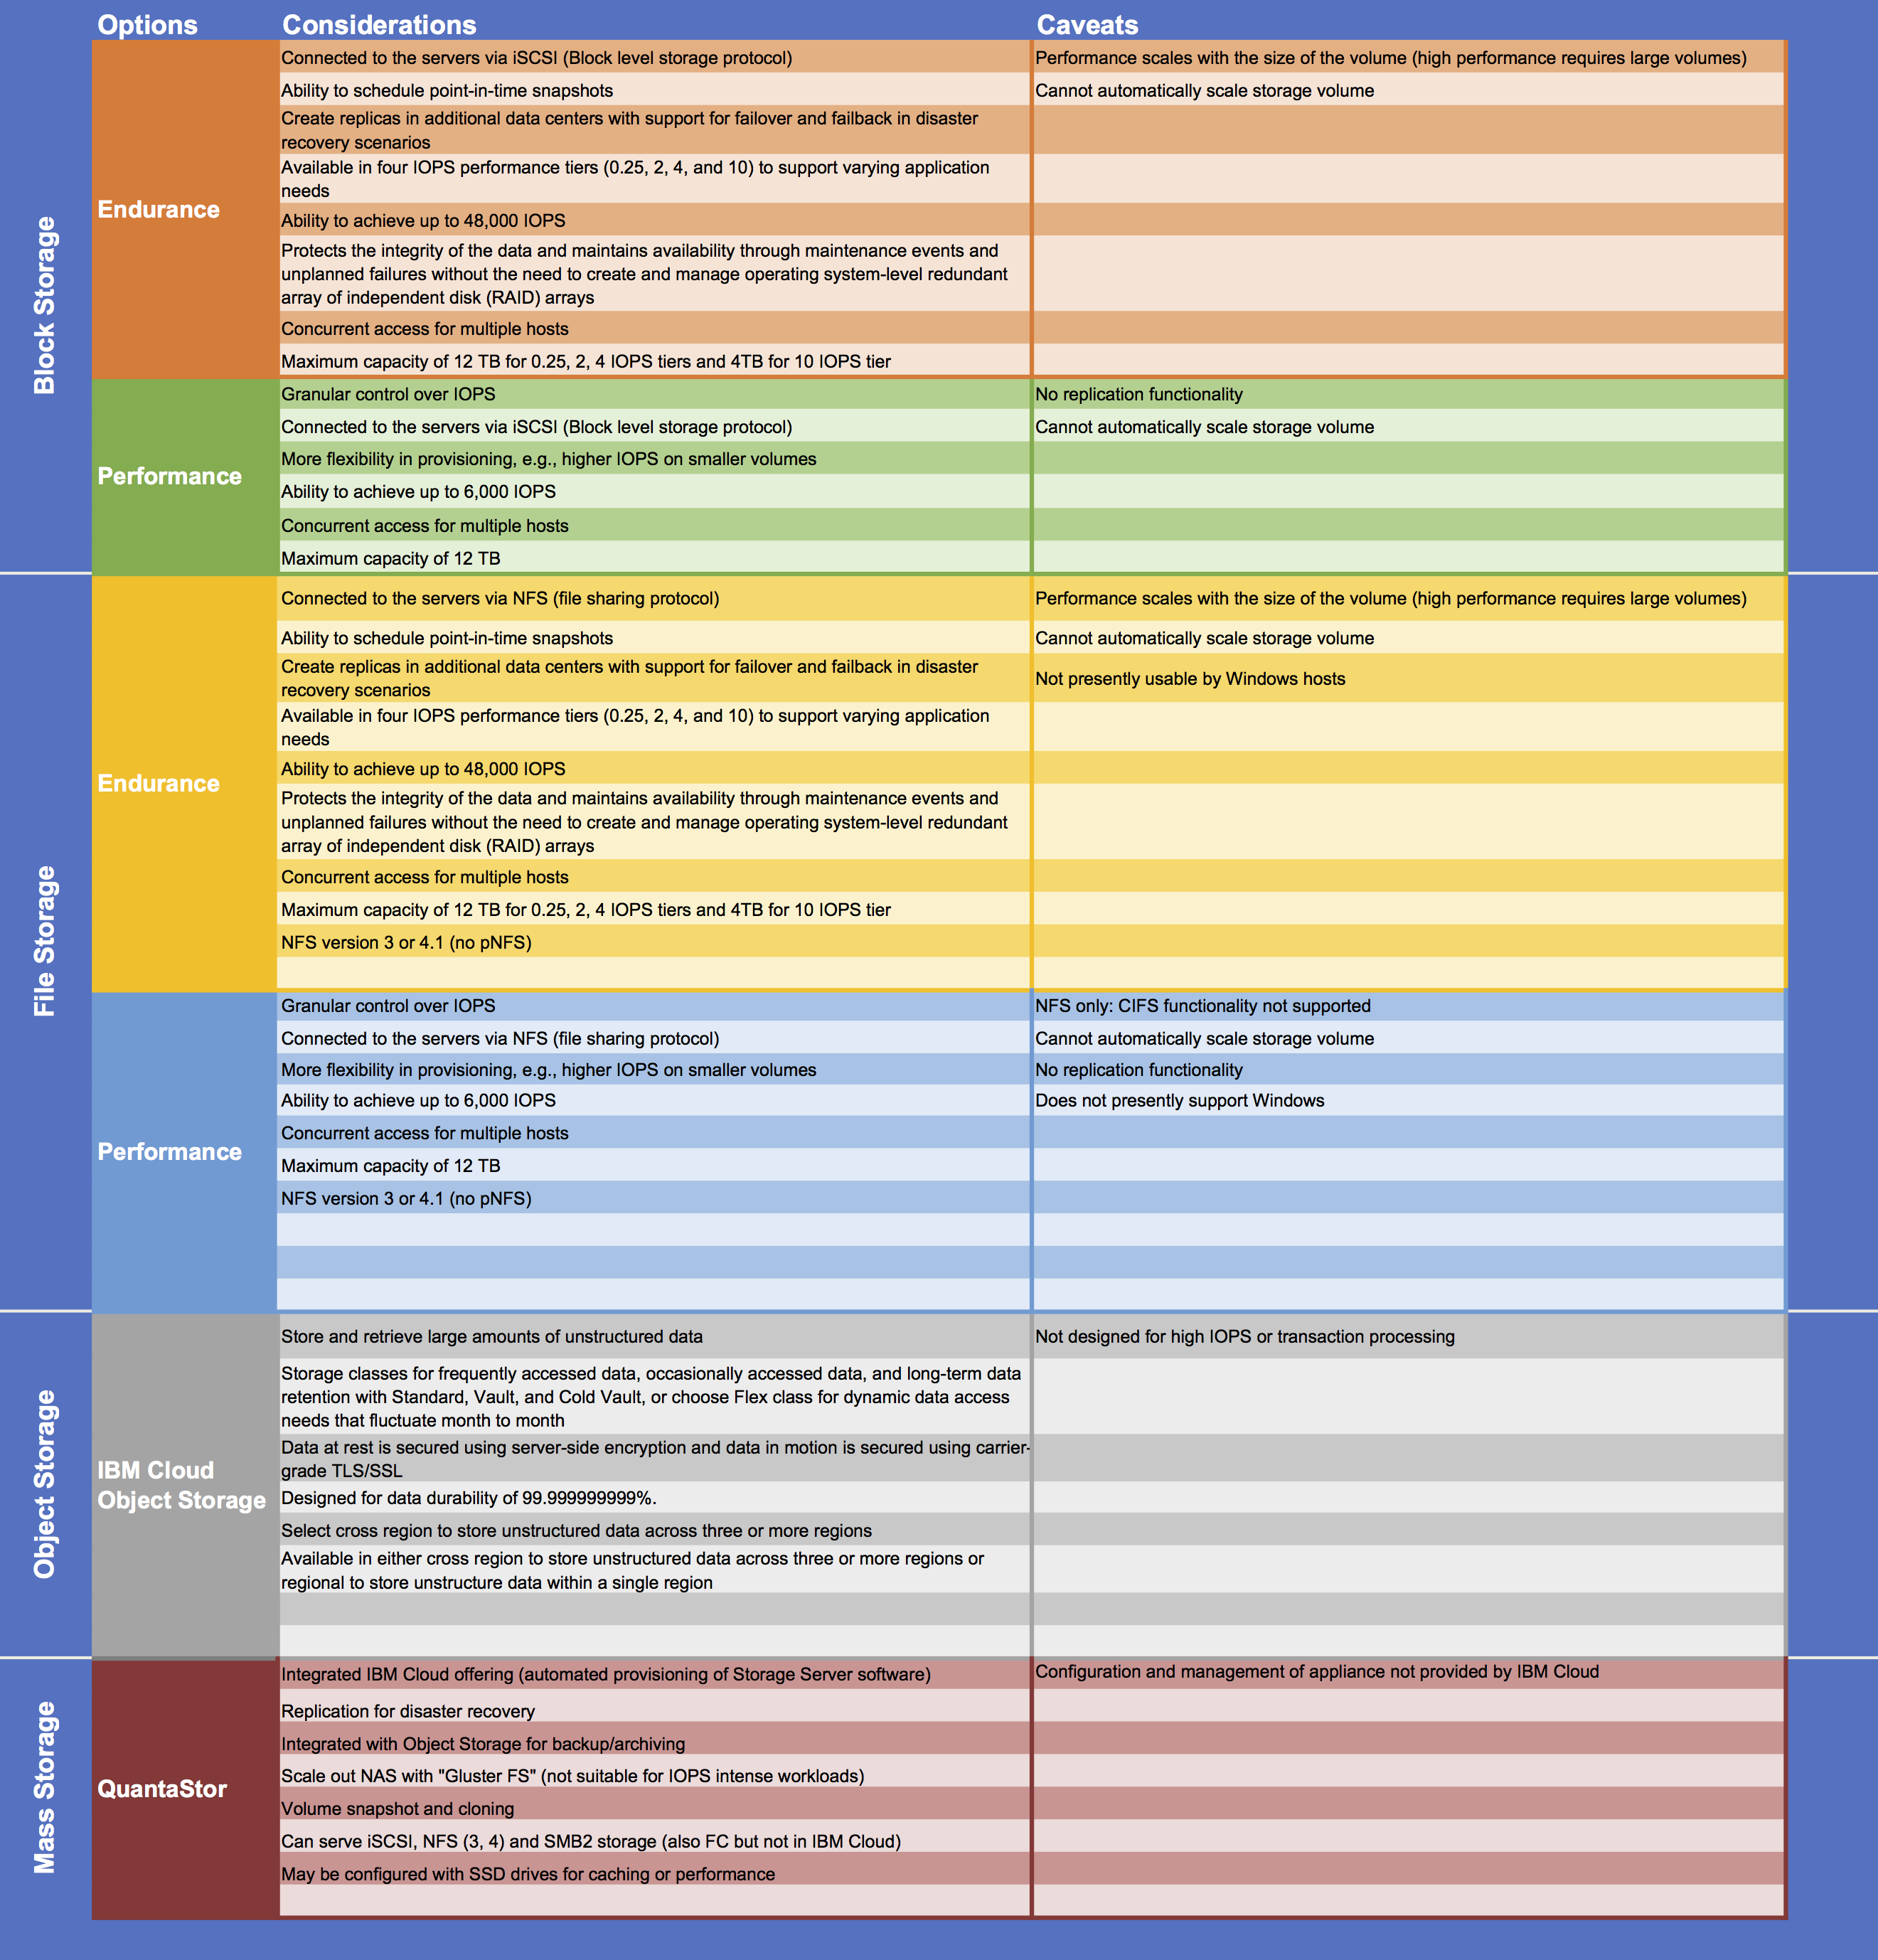 Options Considerations Caveats
Block Storage
Endurance
Connected to the servers via iSCSI (Block level storage protocol) Performance scales with the size of the volume (high performance requires large volumes)
Ability to schedule point-in-time snapshots Cannot automatically scale storage volume
Create replicas in additional data centers with support for failover and failback in disaster
recovery scenarios
Available in four IOPS performance tiers (0.25, 2, 4, and 10) to support varying application
needs
Ability to achieve up to 48,000 IOPS
Protects the integrity of the data and maintains availability through maintenance events and
unplanned failures without the need to create and manage operating system-level redundant
array of independent disk (RAID) arrays
Concurrent access for multiple hosts
Maximum capacity of 12 TB for 0.25, 2, 4 IOPS tiers and 4TB for 10 IOPS tier
Performance
Granular control over IOPS No replication functionality
Connected to the servers via iSCSI (Block level storage protocol) Cannot automatically scale storage volume
More flexibility in provisioning, e.g., higher IOPS on smaller volumes
Ability to achieve up to 6,000 IOPS
Concurrent access for multiple hosts
Maximum capacity of 12 TB
File Storage
Endurance
Connected to the servers via NFS (file sharing protocol) Performance scales with the size of the volume (high performance requires large volumes)
Ability to schedule point-in-time snapshots Cannot automatically scale storage volume
Create replicas in additional data centers with support for failover and failback in disaster
recovery scenarios
Not presently usable by Windows hosts
Available in four IOPS performance tiers (0.25, 2, 4, and 10) to support varying application
needs
Ability to achieve up to 48,000 IOPS
Protects the integrity of the data and maintains availability through maintenance events and
unplanned failures without the need to create and manage operating system-level redundant
array of independent disk (RAID) arrays
Concurrent access for multiple hosts
Maximum capacity of 12 TB for 0.25, 2, 4 IOPS tiers and 4TB for 10 IOPS tier
NFS version 3 or 4.1 (no pNFS)
Performance
Granular control over IOPS NFS only: CIFS functionality not supported
Connected to the servers via NFS (file sharing protocol) Cannot automatically scale storage volume
More flexibility in provisioning, e.g., higher IOPS on smaller volumes No replication functionality
Ability to achieve up to 6,000 IOPS Does not presently support Windows
Concurrent access for multiple hosts
Maximum capacity of 12 TB
NFS version 3 or 4.1 (no pNFS)
Object Storage
IBM Cloud
Object Storage
Store and retrieve large amounts of unstructured data Not designed for high IOPS or transaction processing
Storage classes for frequently accessed data, occasionally accessed data, and long-term data
retention with Standard, Vault, and Cold Vault, or choose Flex class for dynamic data access
needs that fluctuate month to month
Data at rest is secured using server-side encryption and data in motion is secured using carrier-
grade TLS/SSL
Designed for data durability of 99.999999999%.
Select cross region to store unstructured data across three or more regions
Available in either cross region to store unstructured data across three or more regions or
regional to store unstructure data within a single region
Mass Storage
QuantaStor
Integrated IBM Cloud offering (automated provisioning of Storage Server software) Configuration and management of appliance not provided by IBM Cloud
Replication for disaster recovery
Integrated with Object Storage for backup/archiving
Scale out NAS with "Gluster FS" (not suitable for IOPS intense workloads)
Volume snapshot and cloning
Can serve iSCSI, NFS (3, 4) and SMB2 storage (also FC but not in IBM Cloud)
May be configured with SSD drives for caching or performance